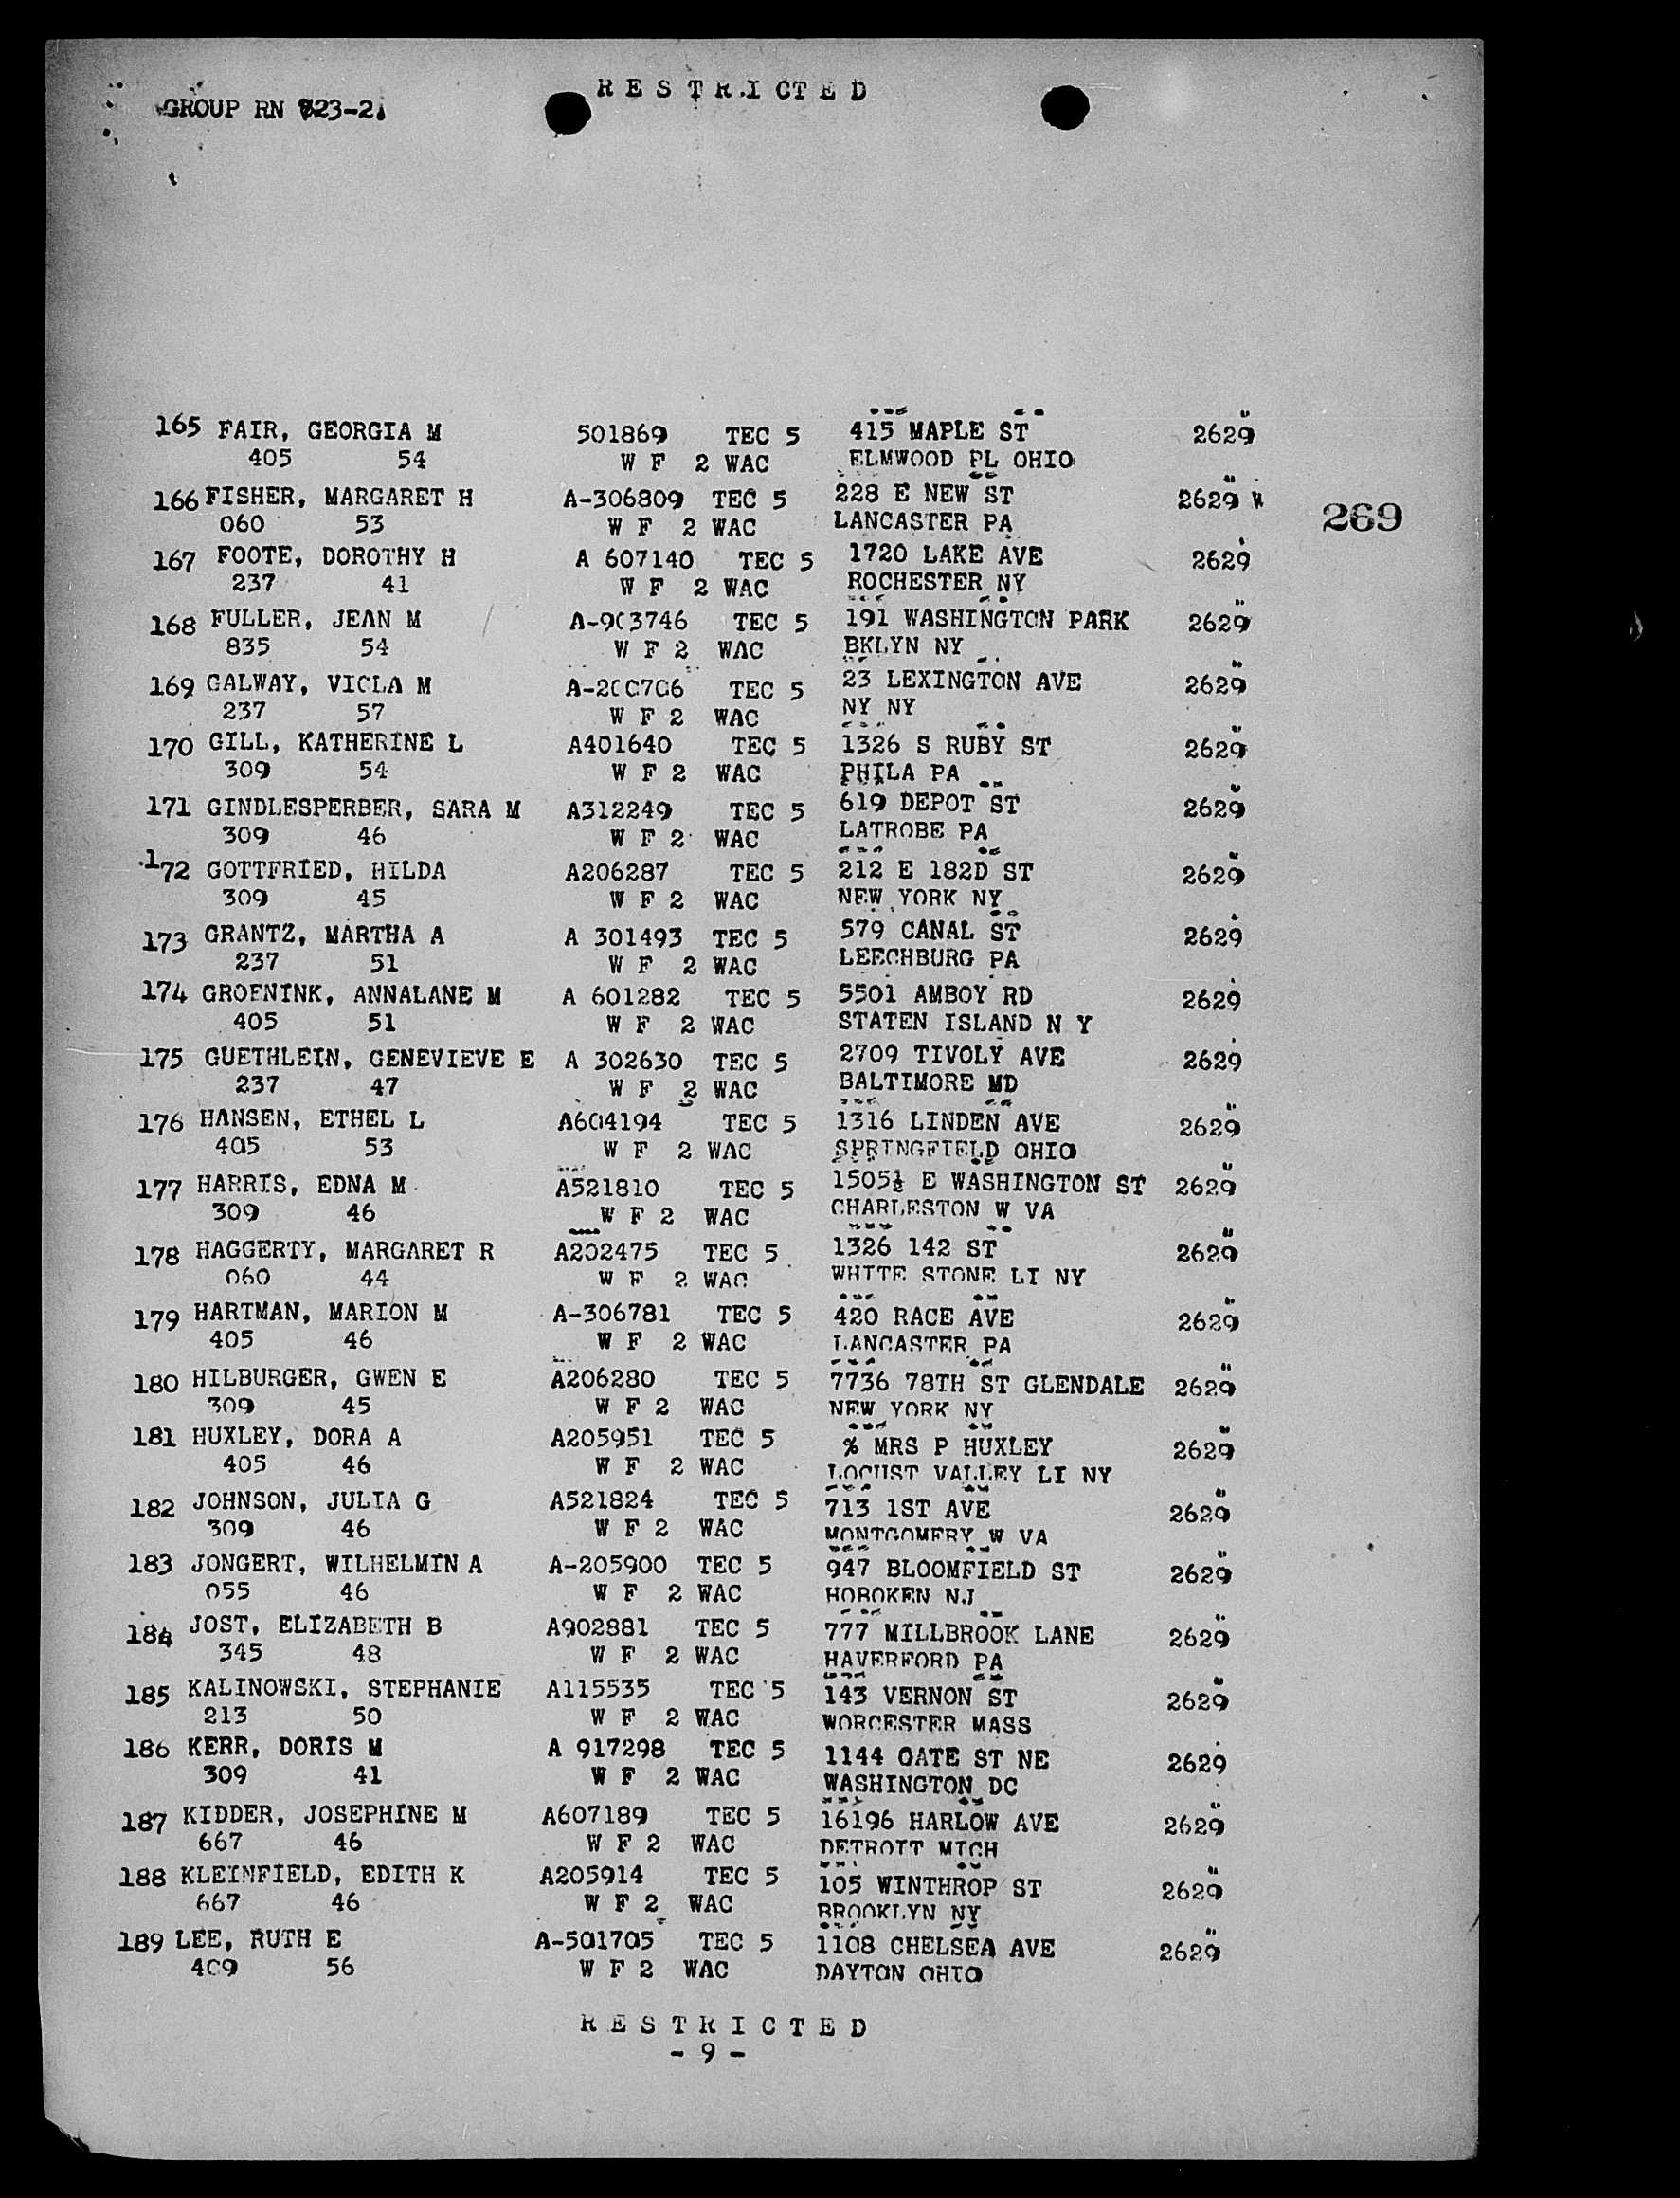 R E S T R I C T E D
GROUP RN 723-2
165 FAIR, GEORGIA M 501869 TEC 5 415 MAPLE ST 2629
405 54 W F 2 WAC ELMWOOD PL OHIO
166 FISHER, MARGARET H A-306809 TEC 5 228 E NEW ST 2629 W
060 53 W F 2 WAC LANCASTER PA
269
167 FOOTE, DOROTHY H A 607140 TEC 5 1720 LAKE AVE 2629
237 41 W F 2 WAC ROCHESTER NY
168 FULLER, JEAN M A-903746 TEC 5 191 WASHINGTON PARK 2629
835 54 W F 2 WAC BKLYN NY
169 GALWAY, VIOLA M A-200706 TEC 5 23 LEXINGTON AVE 2629
237 57 W F 2 WAC NY NY
170 GILL, KATHERINE L A401640 TEC 5 1326 S RUBY ST 2629
309 54 W F 2 WAC PHILA PA
171 GINDLESPERBER, SARA M A312249 TEC 5 619 DEPOT ST 2629
309 46 W F 2 WAC LATROBE PA
172 GOTTFRIED, HILDA A206287 TEC 5 212 E 182D ST 2629
309 45 W F 2 WAC NEW YORK NY
173 GRANTZ, MARTHA A A 301493 TEC 5 579 CANAL ST 2629
237 51 W F 2 WAC LEECHBURG PA
174 GROENINK, ANNALANE M A 601282 TEC 5 5501 AMBOY RD 2629
405 51 W F 2 WAC STATEN ISLAND N Y
175 GUETHLEIN, GENEVIEVE E A 302630 TEC 5 2709 TIVOLY AVE 2629
237 47 W F 2 WAC BALTIMORE MD
176 HANSEN, ETHEL L A604194 TEC 5 1316 LINDEN AVE 2629
405 53 W F 2 WAC SPRINGFIELD OHIO
177 HARRIS, EDNA M A521810 TEC 5 1505½ E WASHINGTON ST 2629
309 46 W F 2 WAC CHARLESTON W VA
178 HAGGERTY, MARGARET R A202475 TEC 5 1326 142 ST 2629
060 44 W F 2 WAC WHITE STONE LI NY
179 HARTMAN, MARION M A-306781 TEC 5 420 RACE AVE 2629
405 46 W F 2 WAC LANCASTER PA
180 HILBURGER, GWEN E A206280 TEC 5 7736 78TH ST GLENDALE 2629
309 45 W F 2 WAC NEW YORK NY
181 HUXLEY, DORA A A205951 TEC 5 % MRS P HUXLEY 2629
405 46 W F 2 WAC LOCUST VALLEY LI NY
182 JOHNSON, JULIA G A521824 TEC 5 713 1ST AVE 2629
309 46 W F 2 WAC MONTGOMERY W VA
183 JONGERT, WILHELMIN A A-205900 TEC 5 947 BLOOMFIELD ST 2629
055 46 W F 2 WAC HOBOKEN NJ
184 JOST, ELIZABETH B A902881 TEC 5 777 MILLBROOK LANE 2629
345 48 W F 2 WAC HAVERFORD PA
185 KALINOWSKI, STEPHANIE A115535 TEC 5 143 VERNON ST 2629
213 50 W F 2 WAC WORCESTER MASS
186 KERR, DORIS M A 917298 TEC 5 1144 OATE ST NE 2629
309 41 W F 2 WAC WASHINGTON DC
187 KIDDER, JOSEPHINE M A607189 TEC 5 16196 HARLOW AVE 2629
667 46 W F 2 WAC DETROIT MICH
188 KLEINFIELD, EDITH K A205914 TEC 5 105 WINTHROP ST 2629
667 46 W F 2 WAC BROOKLYN NY
189 LEE, RUTH E A-501705 TEC 5 1108 CHELSEA AVE 2629
409 56 W F 2 WAC DAYTON OHIO
R E S T R I C T E D
- 9 -